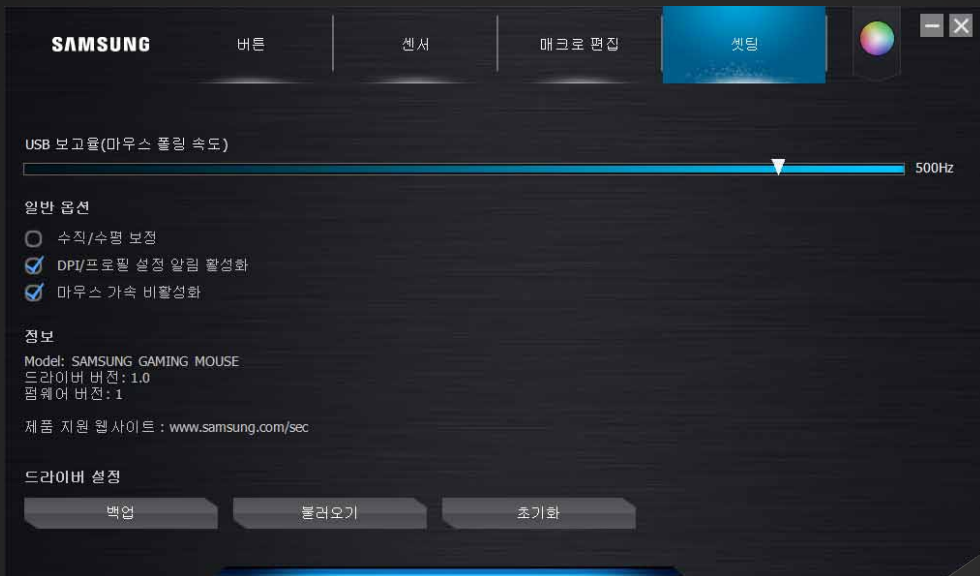 SAMSUNG 버튼 센서 매크로 편집 셋팅
USB 보고율(마우스 폴링 속도)
500Hz
일반 옵션
수직/수평 보정
DPI/프로필 설정 알림 활성화
마우스 가속 비활성화
정보
Model: SAMSUNG GAMING MOUSE
드라이버 버전: 1.0
펌웨어 버전: 1
제품 지원 웹사이트 : www.samsung.com/sec
드라이버 설정
백업 불러오기 초기화